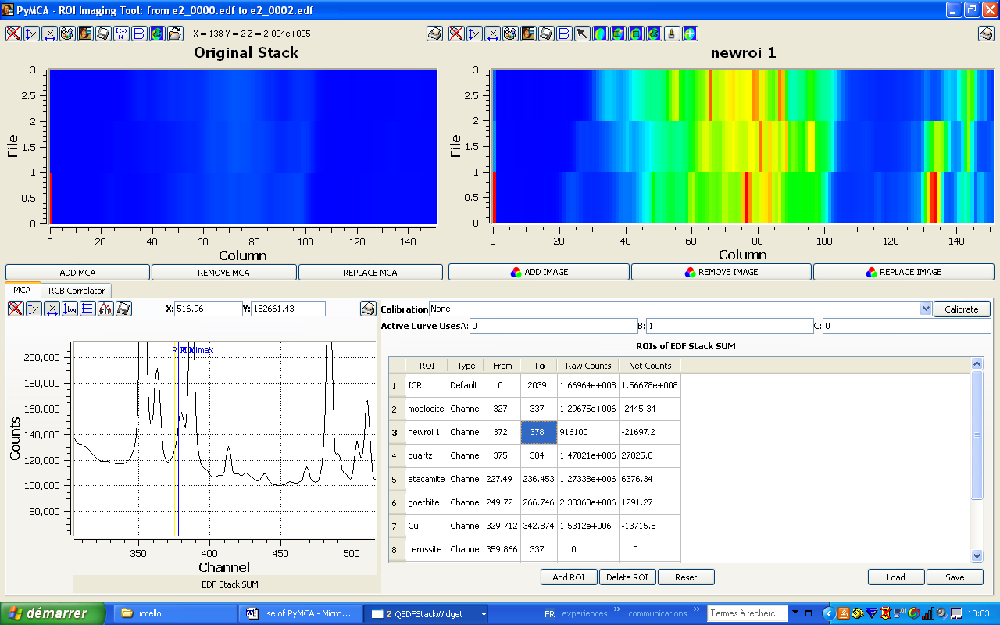 PyMCA - ROI Imaging Tool: from e2_0000.edf to e2_0002.edf
X = 138 Y = 2 Z = 2.004e+005
Original Stack
newroi 1
3
2.5
2
1.5
1
0.5
0
File
0 20 40 60 80 100 120 140
Column
3
2.5
2
1.5
1
0.5
0
File
0 20 40 60 80 100 120 140
Column
ADD MCA REMOVE MCA REPLACE MCA ADD IMAGE REMOVE IMAGE REPLACE IMAGE
MCA RGB Correlator
X: 516.96 Y: 152661.43
Calibration None Calibrate
Active Curve Uses A: 0 B: 1 C: 0
ROIs of EDF Stack SUM
200,000
180,000
160,000
140,000
120,000
100,000
80,000
Counts
350 400 450 500
Channel
— EDF Stack SUM
ROI Type From To Raw Counts Net Counts
1 ICR Default 0 2039 1.66964e+008 1.56678e+008
2 moolooite Channel 327 337 1.29675e+006 -2445.34
3 newroi 1 Channel 372 378 916100 -21697.2
4 quartz Channel 375 384 1.47021e+006 27025.8
5 atacamite Channel 227.49 236.453 1.27338e+006 6376.34
6 goethite Channel 249.72 266.746 2.30363e+006 1291.27
7 Cu Channel 329.712 342.874 1.5312e+006 -13715.5
8 cerussite Channel 359.866 337 0 0
Add ROI Delete ROI Reset Load Save
démarrer uccello Use of PyMCA - Micro... 2 QEDFStackWidget FR experiences » communications » Termes à recherc... 10:03